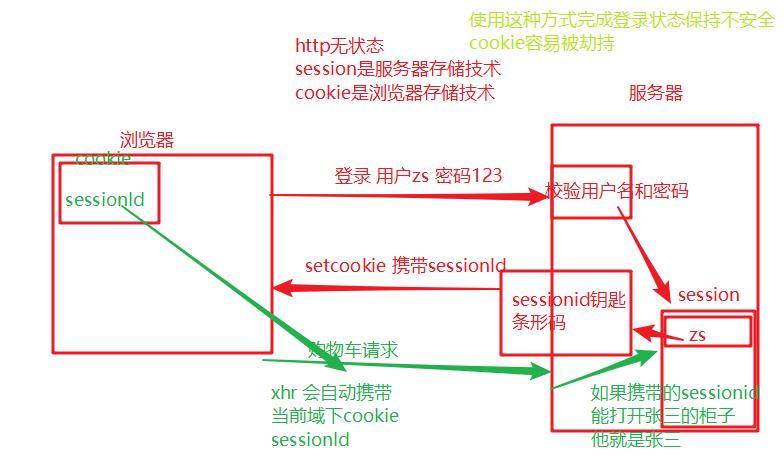 使用这种方式完成登录状态保持不安全
cookie容易被劫持
http无状态
session是服务器存储技术
cookie是浏览器存储技术
服务器
浏览器
cookie
sessionId
登录 用户zs 密码123
校验用户名和密码
setcookie 携带sessionId
sessionid钥匙
条形码
session
zs
购物车请求
xhr 会自动携带
当前域下cookie
sessionId
如果携带的sessionid
能打开张三的柜子
他就是张三